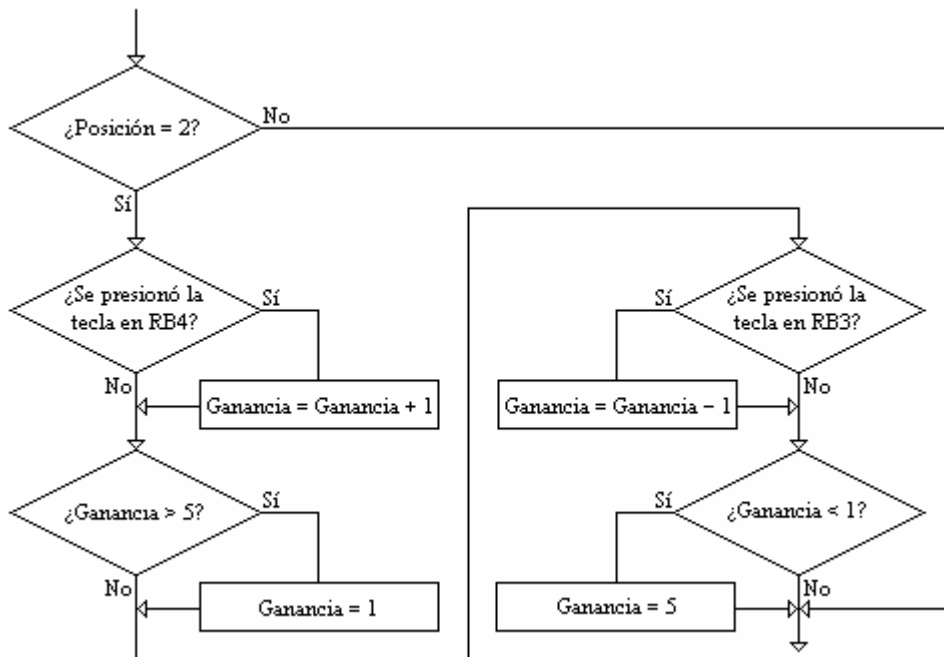 ¿Posición = 2?
No
Sí
¿Se presionó la
tecla en RB4?
Sí
No
Ganancia = Ganancia + 1
¿Ganancia > 5?
Sí
No
Ganancia = 1
¿Se presionó la
tecla en RB3?
Sí
No
Ganancia = Ganancia – 1
¿Ganancia < 1?
Sí
No
Ganancia = 5